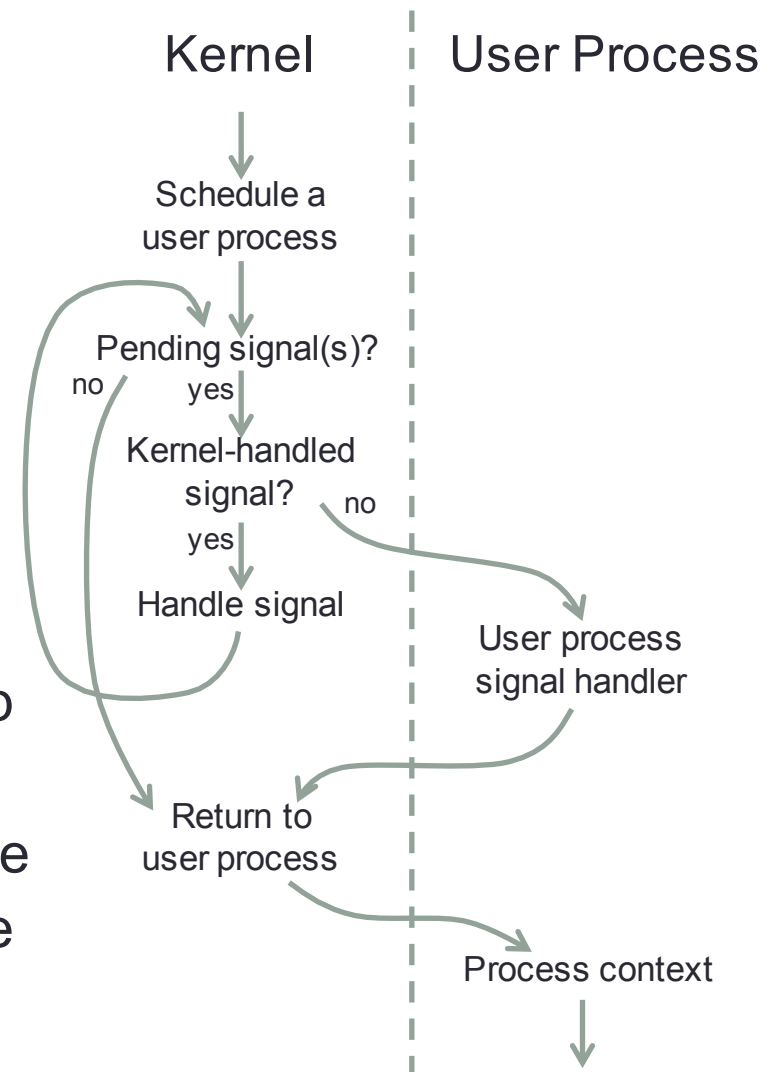 Kernel
User Process
Schedule a
user process
Pending signal(s)?
no
yes
Kernel-handled
signal?
no
yes
Handle signal
User process
signal handler
Return to
user process
Process context